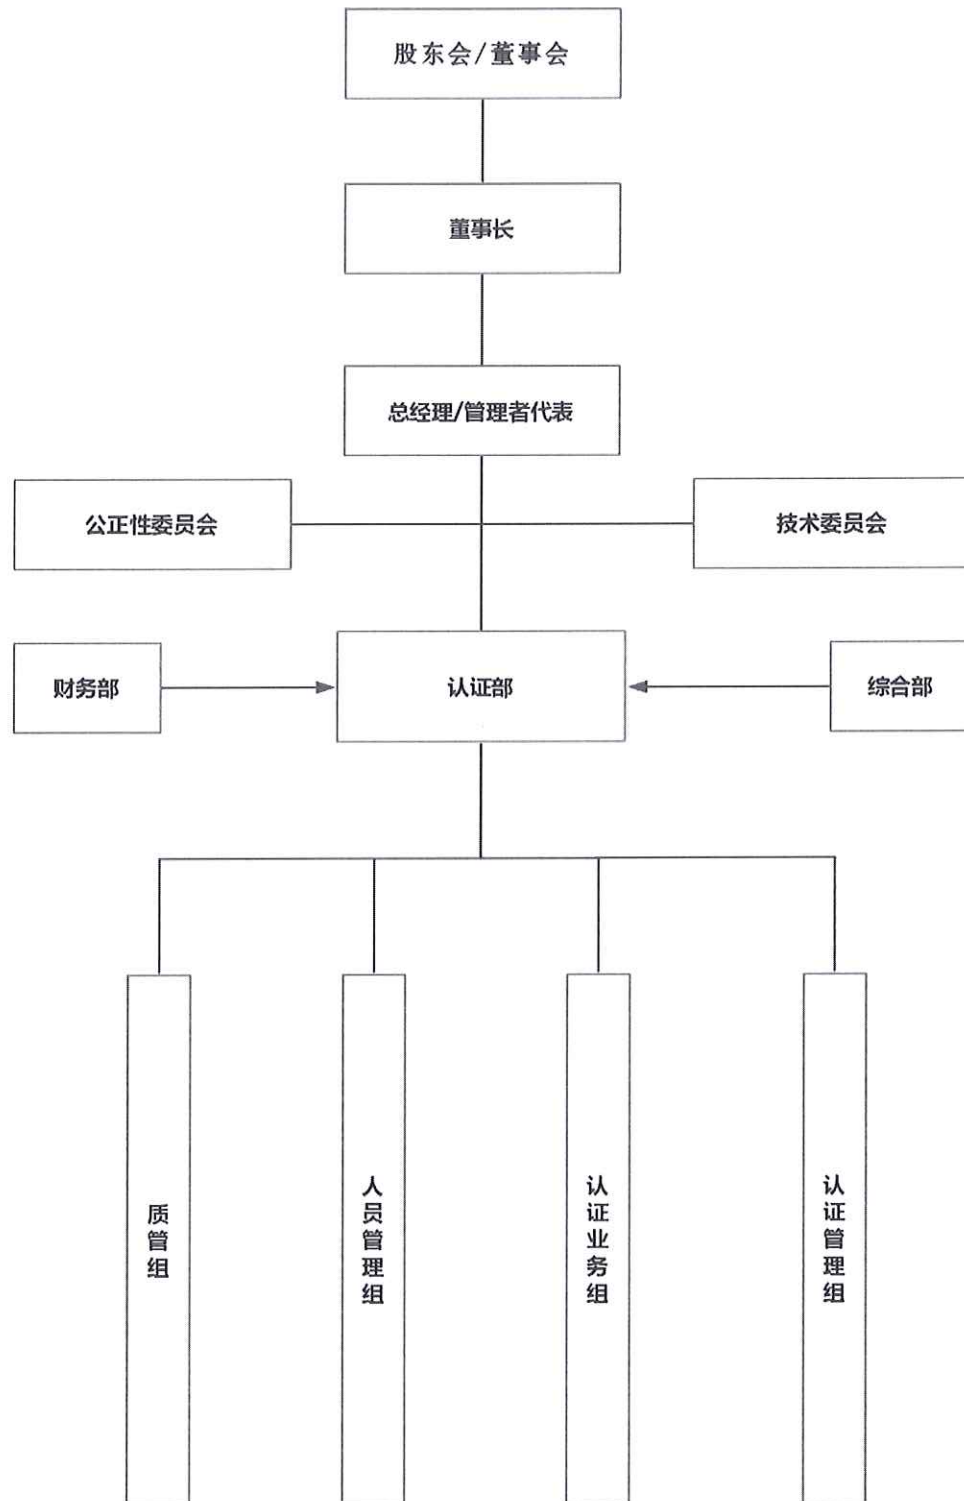 股东会/董事会
董事长
总经理/管理者代表
公正性委员会
技术委员会
财务部
认证部
综合部
质管组
人员管理组
认证业务组
认证管理组